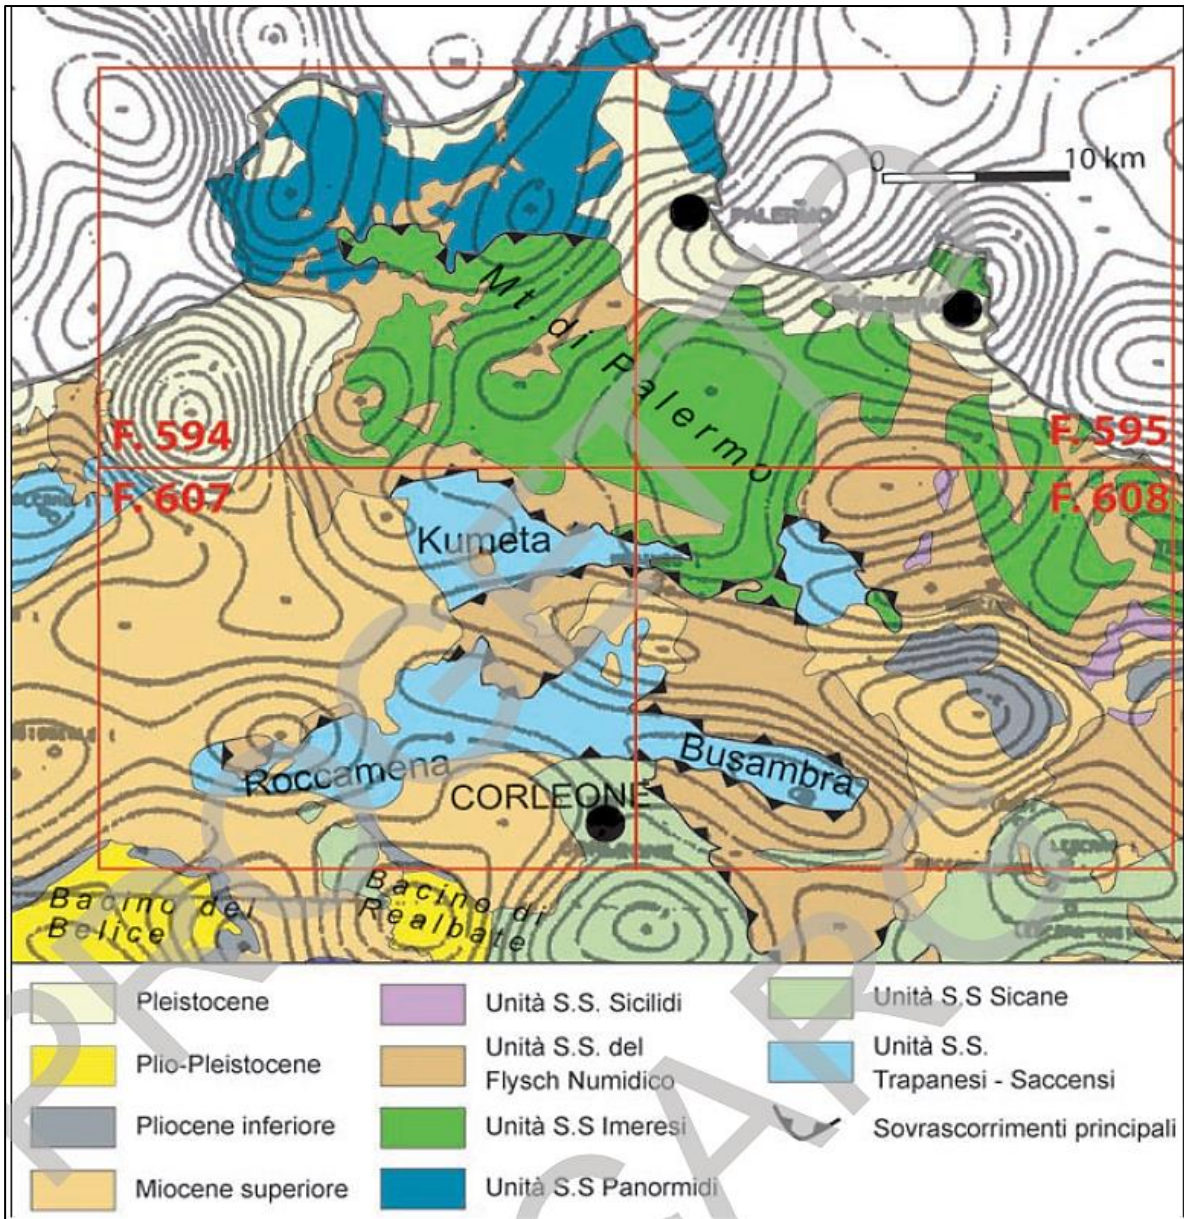 0 10 km
PALERMO
Mt. di Palermo
F. 594
F. 595
F. 607
F. 608
Kumeta
Roccamena
Busambra
CORLEONE
Bacino del
Belice
Bacino di
Realbate
Pleistocene
Plio-Pleistocene
Pliocene inferiore
Miocene superiore
Unità S.S. Sicilidi
Unità S.S. del
Flysch Numidico
Unità S.S Imeresi
Unità S.S Panormidi
Unità S.S Sicane
Unità S.S.
Trapanesi - Saccensi
Sovrascorrimenti principali